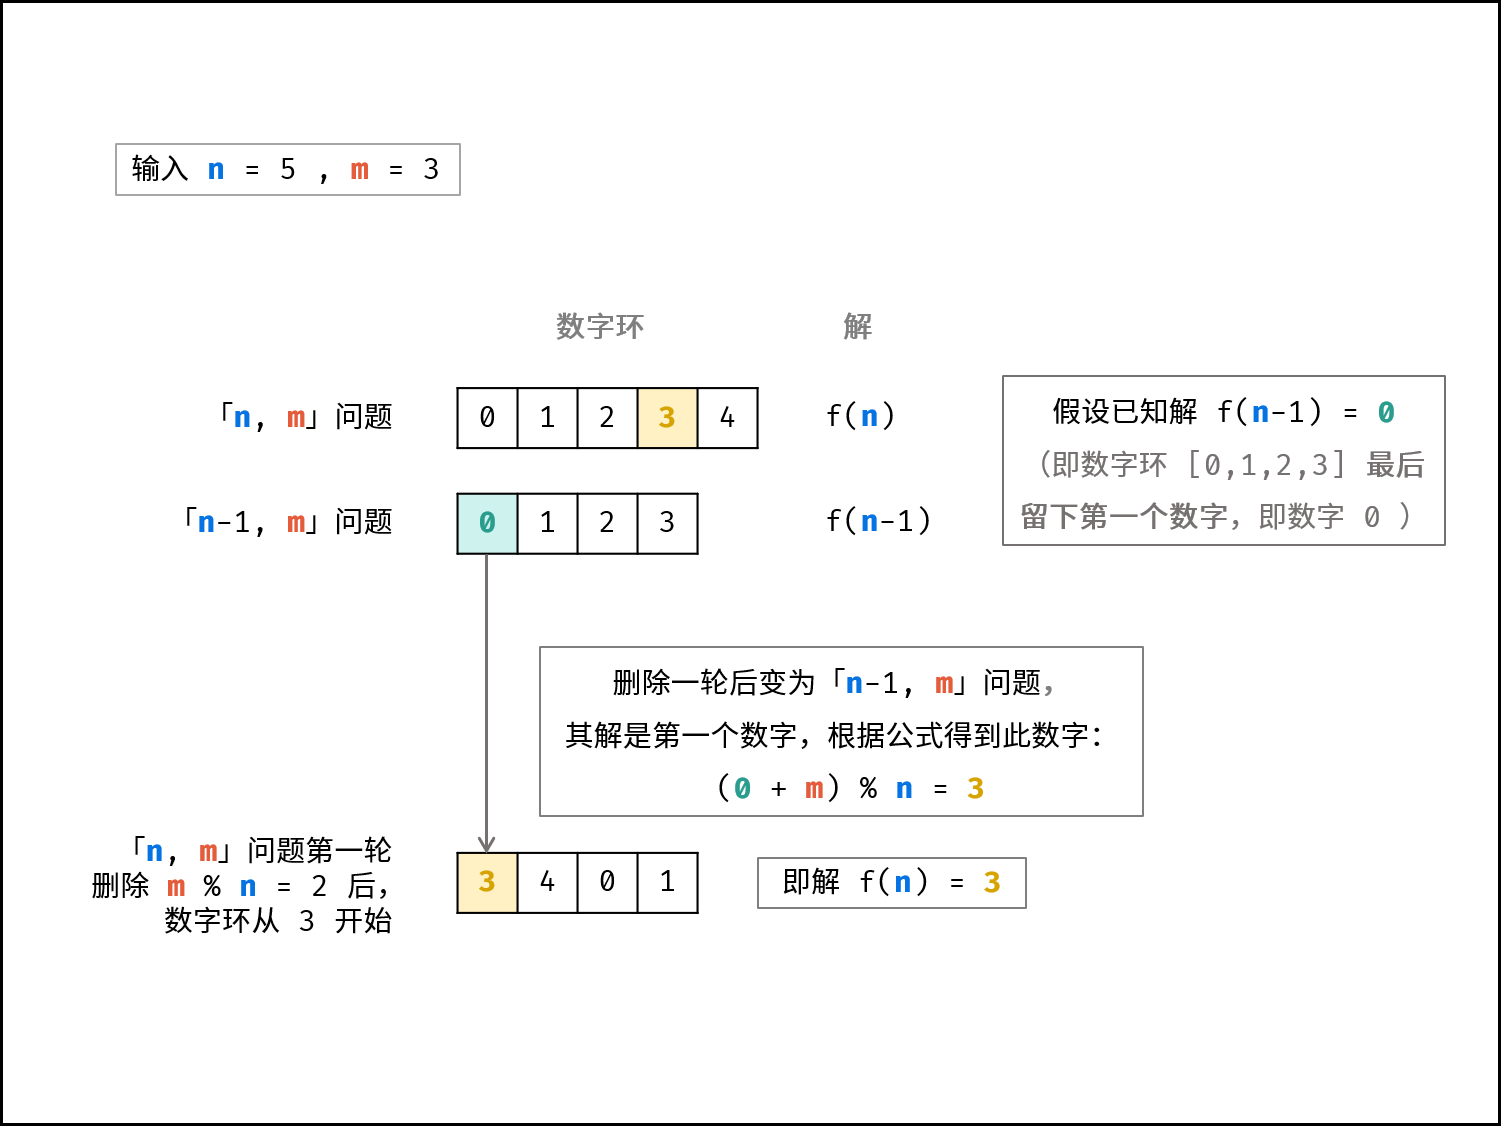 输入 n = 5 , m = 3
数字环 解
「n, m」问题 0 1 2 3 4 f(n)
「n-1, m」问题 0 1 2 3 f(n-1)
假设已知解 f(n-1) = 0
（即数字环 [0,1,2,3] 最后
留下第一个数字，即数字 0 ）
删除一轮后变为「n-1, m」问题，
其解是第一个数字，根据公式得到此数字：
(0 + m) % n = 3
「n, m」问题第一轮
删除 m % n = 2 后，
数字环从 3 开始
3 4 0 1
即解 f(n) = 3